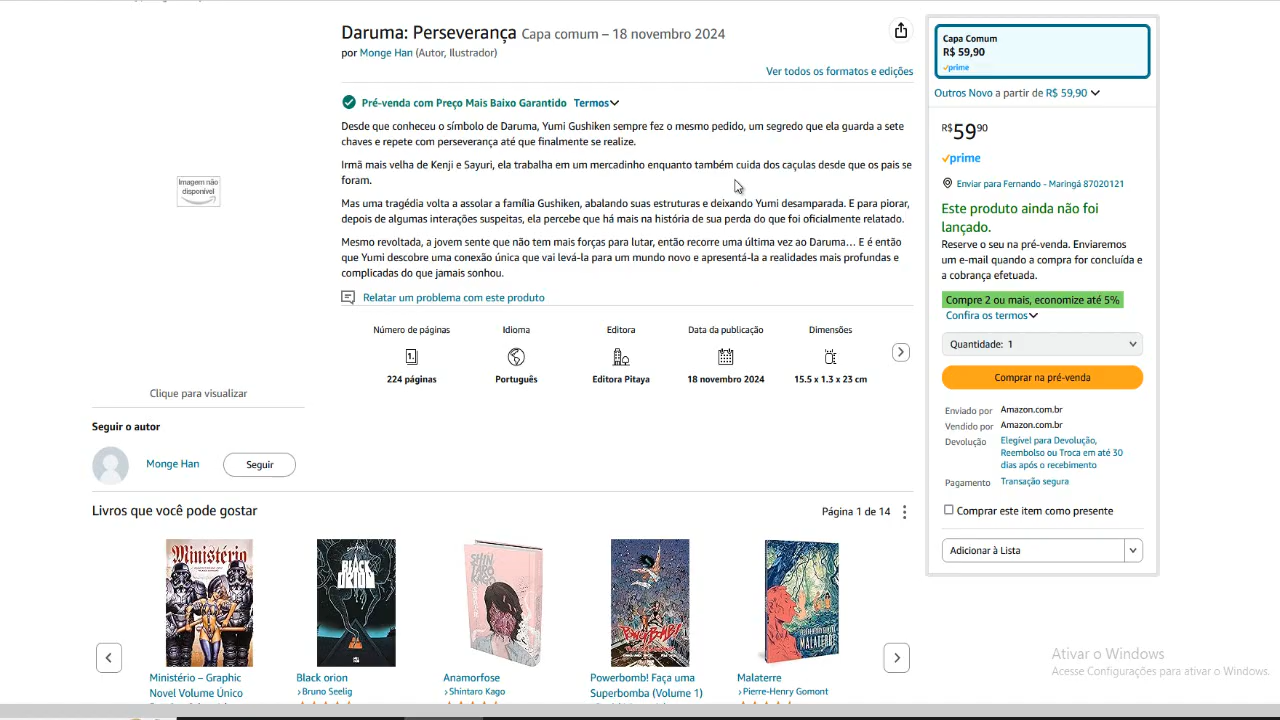 Daruma: Perseverança Capa comum – 18 novembro 2024
por Monge Han (Autor, Ilustrador)
Ver todos os formatos e edições
Pré-venda com Preço Mais Baixo Garantido Termos
Desde que conheceu o símbolo de Daruma, Yumi Gushiken sempre fez o mesmo pedido, um segredo que ela guarda a sete
chaves e repete com perseverança até que finalmente se realize.
Irmã mais velha de Kenji e Sayuri, ela trabalha em um mercadinho enquanto também cuida dos caçulas desde que os pais se
foram.
Mas uma tragédia volta a assolar a família Gushiken, abalando suas estruturas e deixando Yumi desamparada. E para piorar,
depois de algumas interações suspeitas, ela percebe que há mais na história de sua perda do que foi oficialmente relatado.
Mesmo revoltada, a jovem sente que não tem mais forças para lutar, então recorre uma última vez ao Daruma… E é então
que Yumi descobre uma conexão única que vai levá-la para um mundo novo e apresentá-la a realidades mais profundas e
complicadas do que jamais sonhou.
Relatar um problema com este produto
Número de páginas
224 páginas
Idioma
Português
Editora
Editora Pitaya
Data da publicação
18 novembro 2024
Dimensões
15.5 x 1.3 x 23 cm
Imagem não
disponível
Clique para visualizar
Seguir o autor
Monge Han
Seguir
Capa Comum
R$ 59,90
prime
Outros Novo a partir de R$ 59,90
R$5990
prime
Enviar para Fernando - Maringá 87020121
Este produto ainda não foi
lançado.
Reserve o seu na pré-venda. Enviaremos
um e-mail quando a compra for concluída e
a cobrança efetuada.
Compre 2 ou mais, economize até 5%
Confira os termos
Quantidade: 1
Comprar na pré-venda
Enviado por Amazon.com.br
Vendido por Amazon.com.br
Devolução Elegível para Devolução,
Reembolso ou Troca em até 30
dias após o recebimento
Pagamento Transação segura
Comprar este item como presente
Adicionar à Lista
Livros que você pode gostar
Página 1 de 14
Ministério
BLACK
ORION
SHIN
POWERBOMB!
MALATERRE
Ministério – Graphic
Novel Volume Único
Black orion
› Bruno Seelig
Anamorfose
› Shintaro Kago
Powerbomb! Faça uma
Superbomba (Volume 1)
Malaterre
› Pierre-Henry Gomont
Ativar o Windows
Acesse Configurações para ativar o Windows.